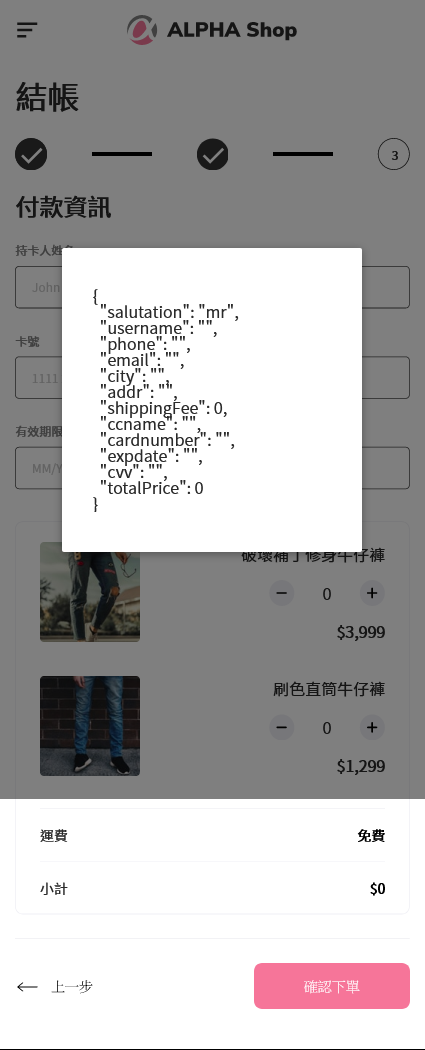 ALPHA Shop
結帳
3
付款資訊
持卡人姓名
John
卡號
1111
有效期限
MM/Y
{
"salutation": "mr",
"username": "",
"phone": "",
"email": "",
"city": "",
"addr": "",
"shippingFee": 0,
"ccname": "",
"cardnumber": "",
"expdate": "",
"cvv": "",
"totalPrice": 0
}
破壞補丁修身牛仔褲
0
$3,999
刷色直筒牛仔褲
0
$1,299
運費 免費
小計 $0
上一步 確認下單